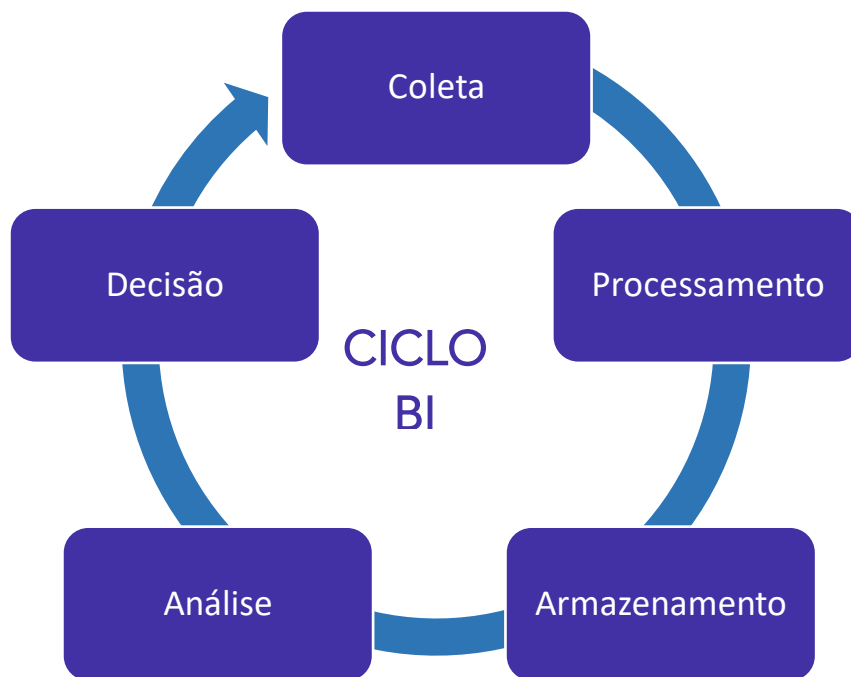 Coleta
Processamento
Armazenamento
Análise
Decisão
CICLO
BI